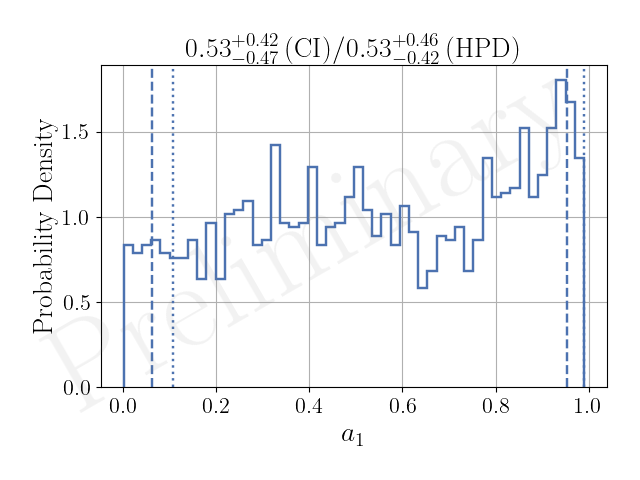 0.53^{+0.42}_{-0.47} (CI)/0.53^{+0.46}_{-0.42} (HPD)
Probability Density
1.5
1.0
0.5
0.0
0.0 0.2 0.4 0.6 0.8 1.0
a_1
Preliminary